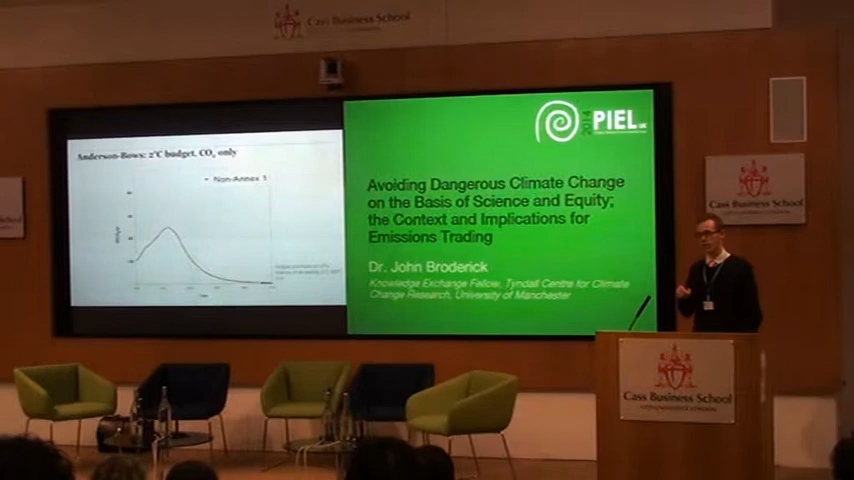 Cass Business School
Anderson-Bows: 2°C budget, CO2 only
Non-Annex 1
2014
PIEL UK
Avoiding Dangerous Climate Change
on the Basis of Science and Equity;
the Context and Implications for
Emissions Trading
Dr. John Broderick
Knowledge Exchange Fellow, Tyndall Centre for Climate
Change Research, University of Manchester
Cass Business School
Cass Business School